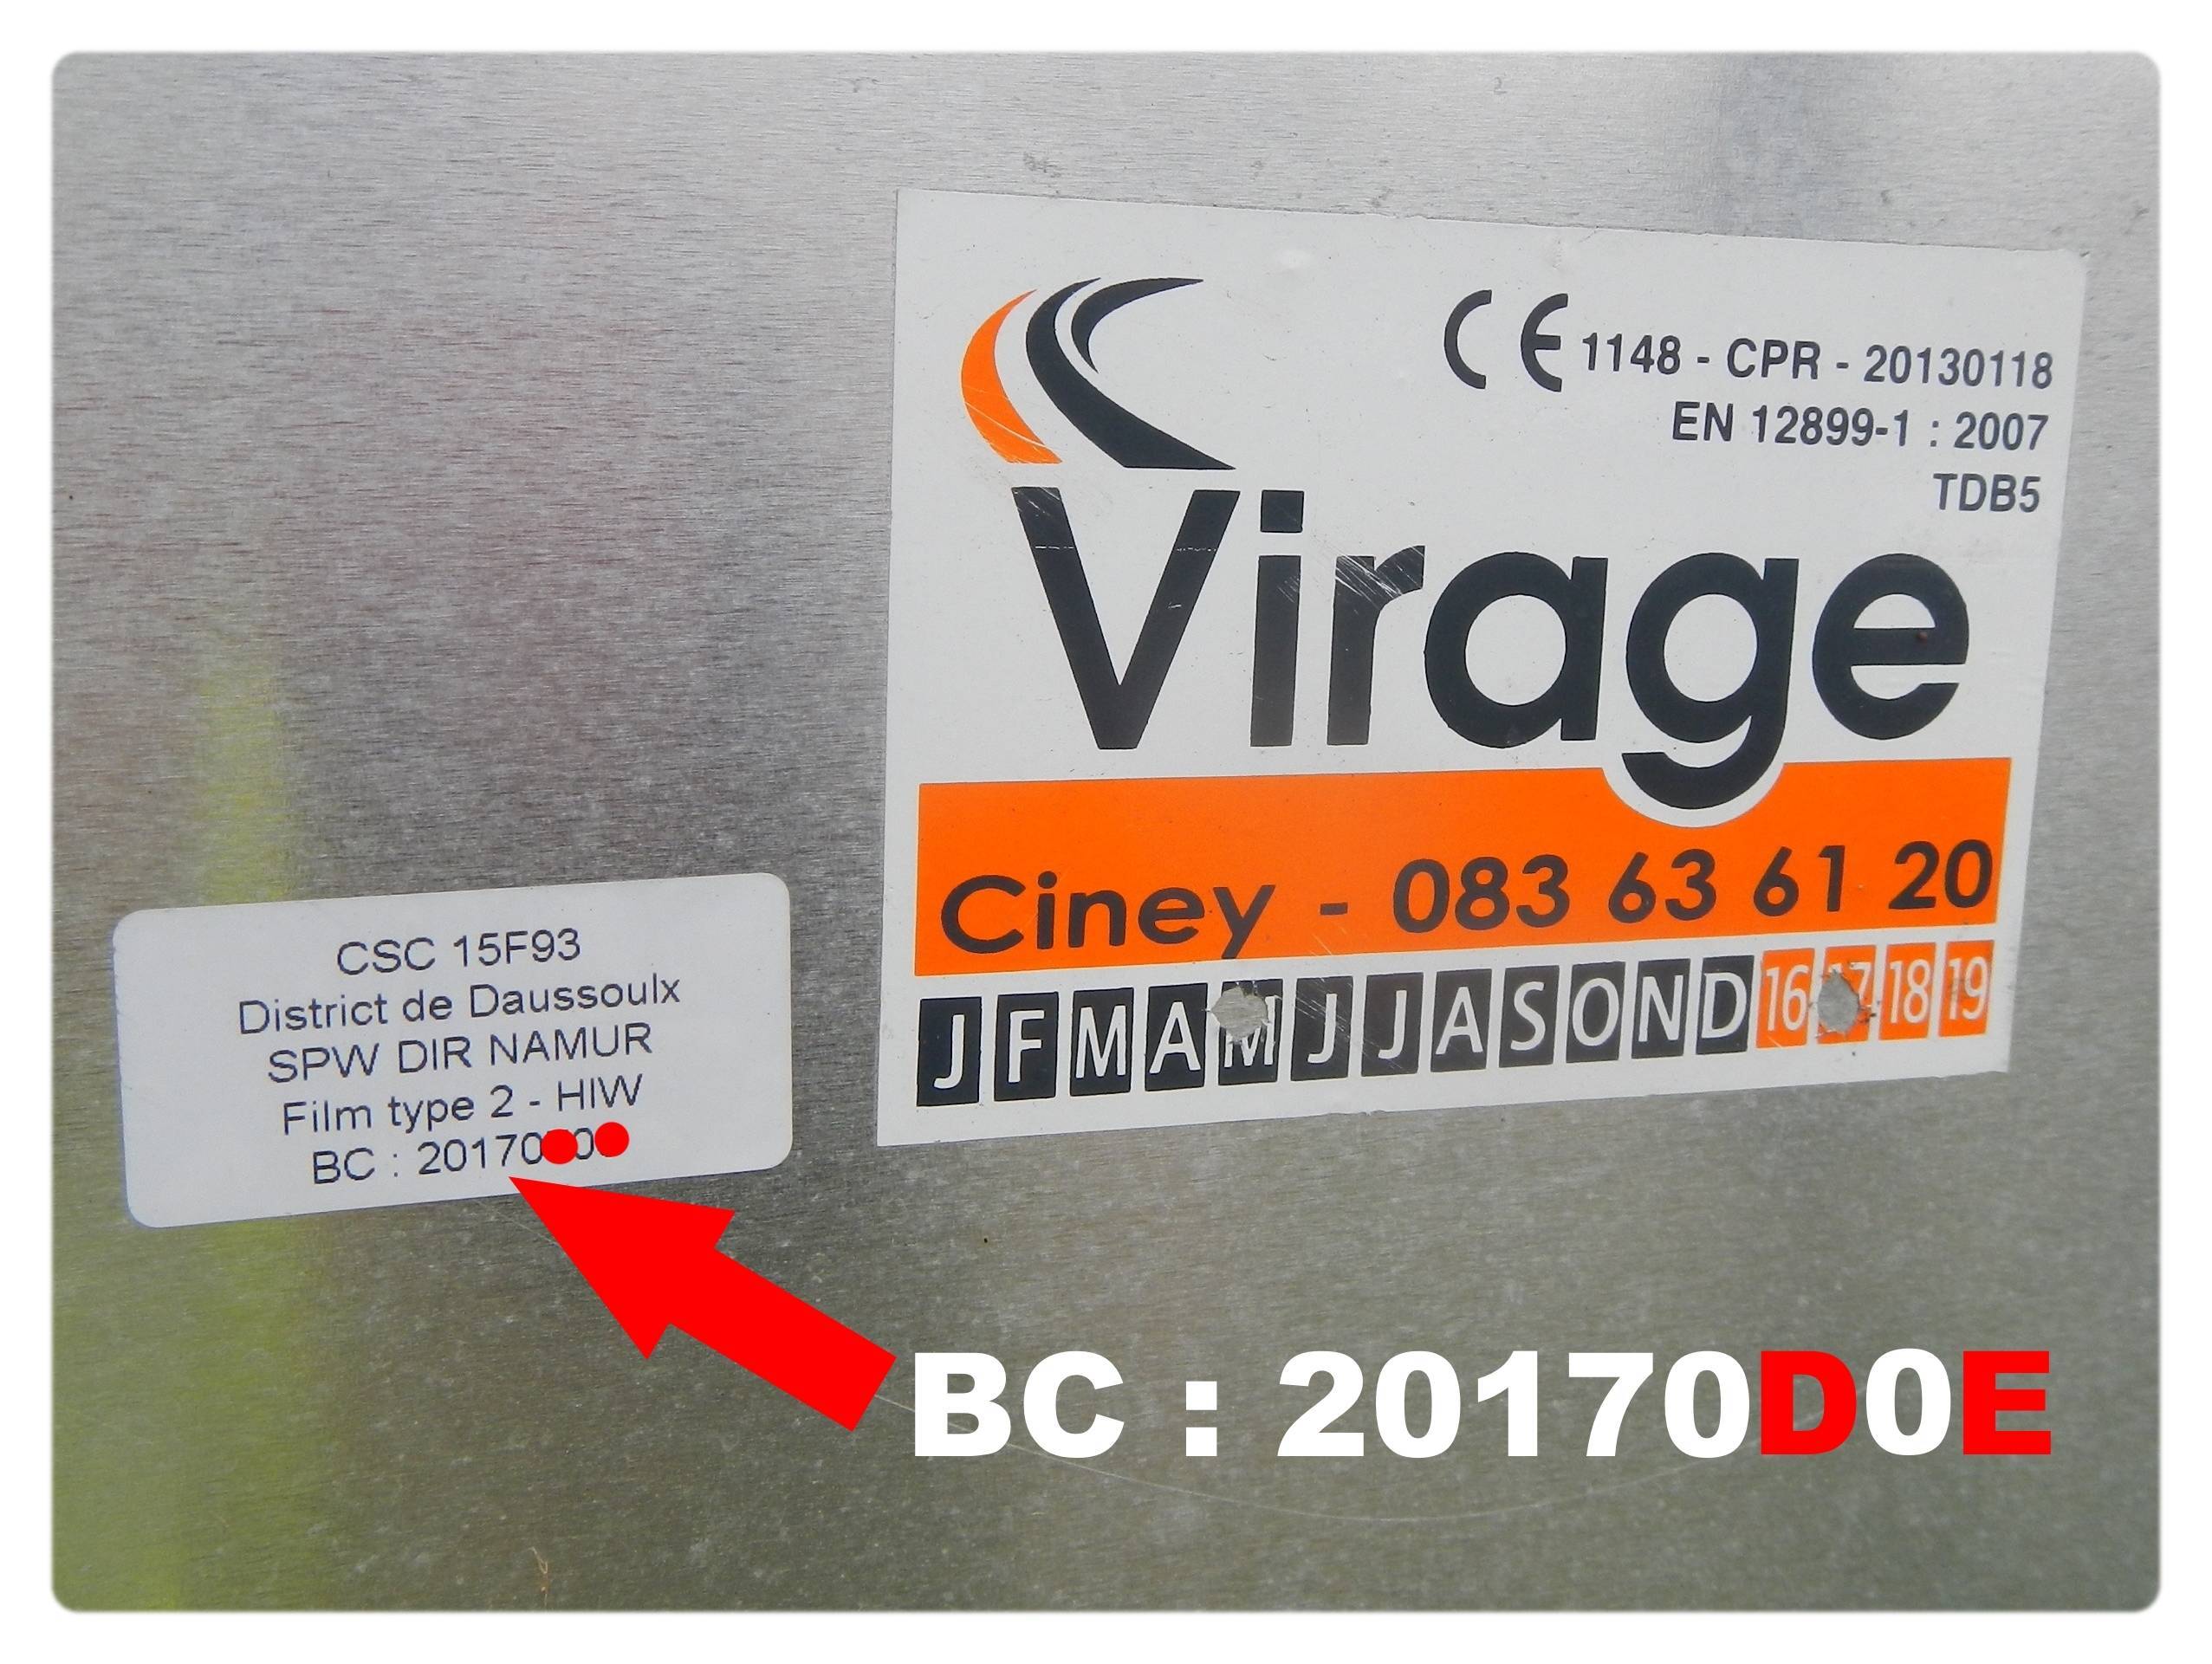 CE 1148 - CPR - 20130118
EN 12899-1 : 2007
TDB5
Virage
Ciney - 083 63 61 20
J F M A M J J A S O N D 16 17 18 19
CSC 15F93
District de Daussoulx
SPW DIR NAMUR
Film type 2 - HIW
BC : 20170
BC : 20170D0E